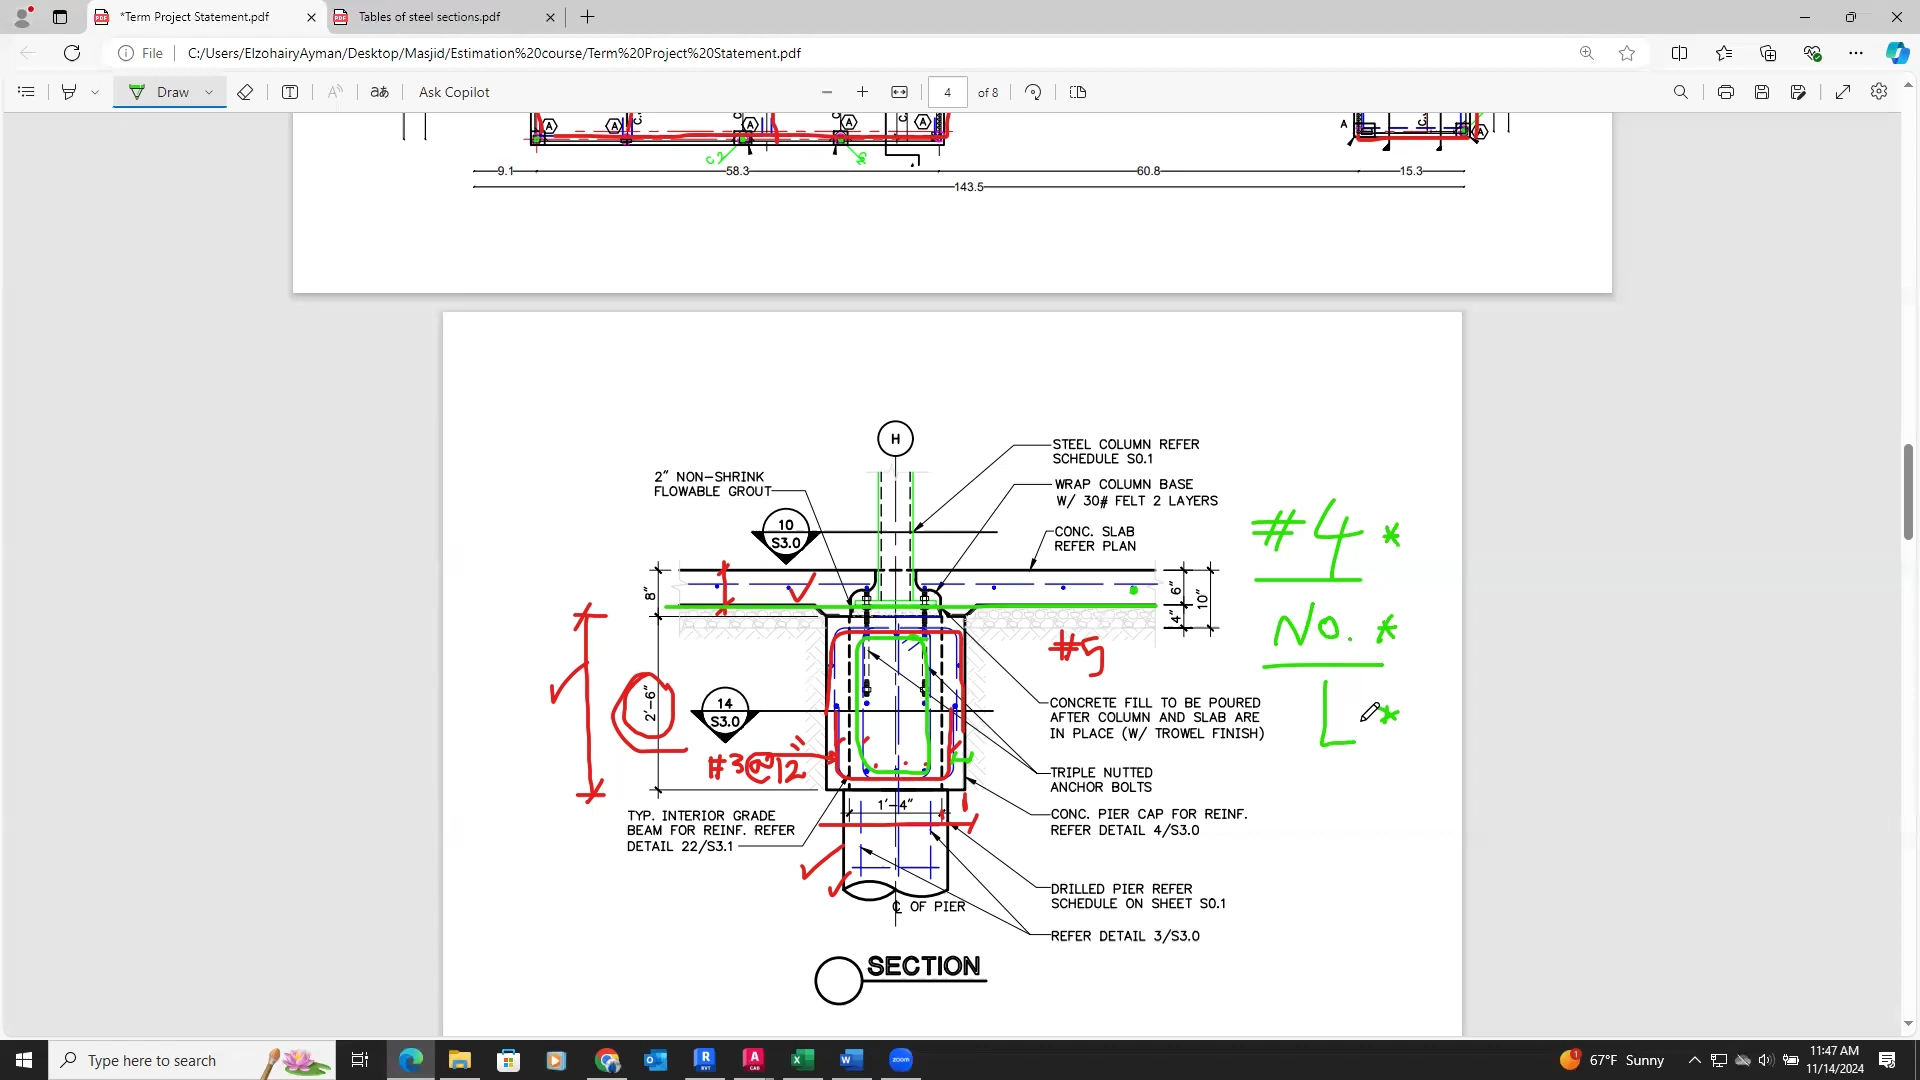 *Term Project Statement.pdf
Tables of steel sections.pdf
File
C:/Users/ElzohairyAyman/Desktop/Masjid/Estimation%20course/Term%20Project%20Statement.pdf
Draw
Ask Copilot
4
of 8
A
A
A
A
A
A
A
C2
9.1
58.3
60.8
15.3
143.5
H
STEEL COLUMN REFER
SCHEDULE S0.1
2" NON-SHRINK
FLOWABLE GROUT
WRAP COLUMN BASE
W/ 30# FELT 2 LAYERS
10
S3.0
CONC. SLAB
REFER PLAN
#4 *
8"
6"
4"
10"
No. *
#5
L *
2'-6"
14
S3.0
CONCRETE FILL TO BE POURED
AFTER COLUMN AND SLAB ARE
IN PLACE (W/ TROWEL FINISH)
#3@12"
TRIPLE NUTTED
ANCHOR BOLTS
1'-4"
TYP. INTERIOR GRADE
BEAM FOR REINF. REFER
DETAIL 22/S3.1
CONC. PIER CAP FOR REINF.
REFER DETAIL 4/S3.0
DRILLED PIER REFER
SCHEDULE ON SHEET S0.1
℄ OF PIER
REFER DETAIL 3/S3.0
SECTION
Type here to search
67°F Sunny
11:47 AM
11/14/2024